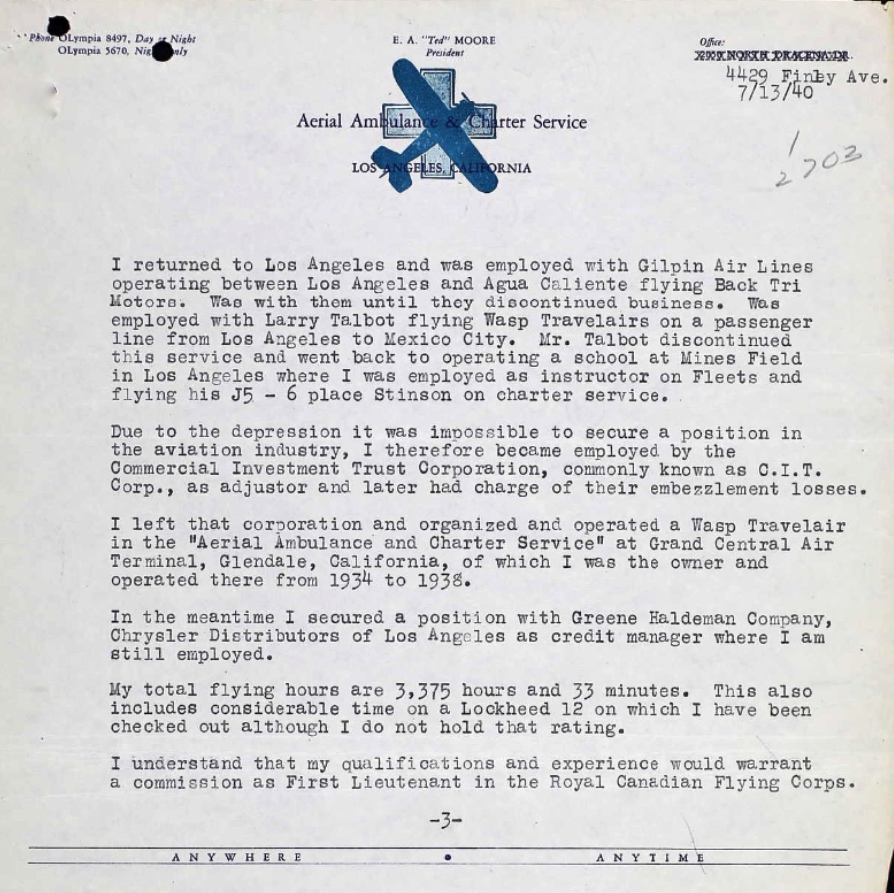 Phone OLympia 8497, Day or Night
OLympia 5670, Night Only
E. A. "Ted" MOORE
President
Office:
4429 Finley Ave.
7/13/40
Aerial Ambulance & Charter Service
LOS ANGELES, CALIFORNIA
1
2703
I returned to Los Angeles and was employed with Gilpin Air Lines
operating between Los Angeles and Agua Caliente flying Back Tri
Motors. Was with them until they discontinued business. Was
employed with Larry Talbot flying Wasp Travelairs on a passenger
line from Los Angeles to Mexico City. Mr. Talbot discontinued
this service and went back to operating a school at Mines Field
in Los Angeles where I was employed as instructor on Fleets and
flying his J5 - 6 place Stinson on charter service.
Due to the depression it was impossible to secure a position in
the aviation industry, I therefore became employed by the
Commercial Investment Trust Corporation, commonly known as C.I.T.
Corp., as adjustor and later had charge of their embezzlement losses.
I left that corporation and organized and operated a Wasp Travelair
in the "Aerial Ambulance and Charter Service" at Grand Central Air
Terminal, Glendale, California, of which I was the owner and
operated there from 1934 to 1938.
In the meantime I secured a position with Greene Haldeman Company,
Chrysler Distributors of Los Angeles as credit manager where I am
still employed.
My total flying hours are 3,375 hours and 33 minutes. This also
includes considerable time on a Lockheed 12 on which I have been
checked out although I do not hold that rating.
I understand that my qualifications and experience would warrant
a commission as First Lieutenant in the Royal Canadian Flying Corps.
-3-
ANYWHERE • ANYTIME